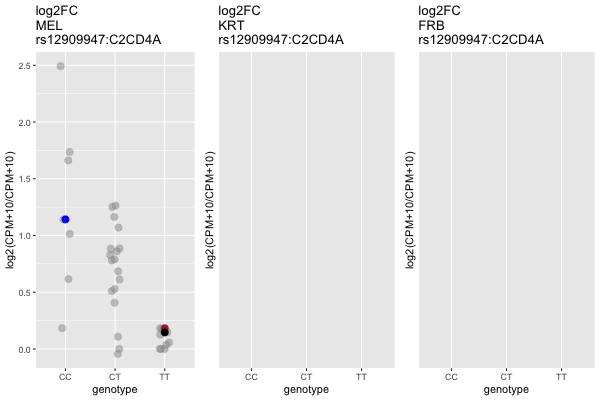 log2FC
MEL
rs12909947:C2CD4A
log2(CPM+10/CPM+10)
2.5
2.0
1.5
1.0
0.5
0.0
CC
CT
TT
genotype
log2FC
KRT
rs12909947:C2CD4A
log2(CPM+10/CPM+10)
CC
CT
TT
genotype
log2FC
FRB
rs12909947:C2CD4A
log2(CPM+10/CPM+10)
CC
CT
TT
genotype